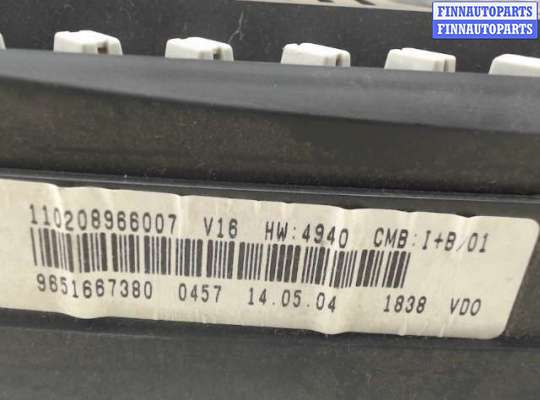 FINNAUTOPARTS
FINNAUTOPARTS
110208966007 V16 HW:4940 CMB:I+B/01
9651667380 0457 14.05.04 1838 VDO